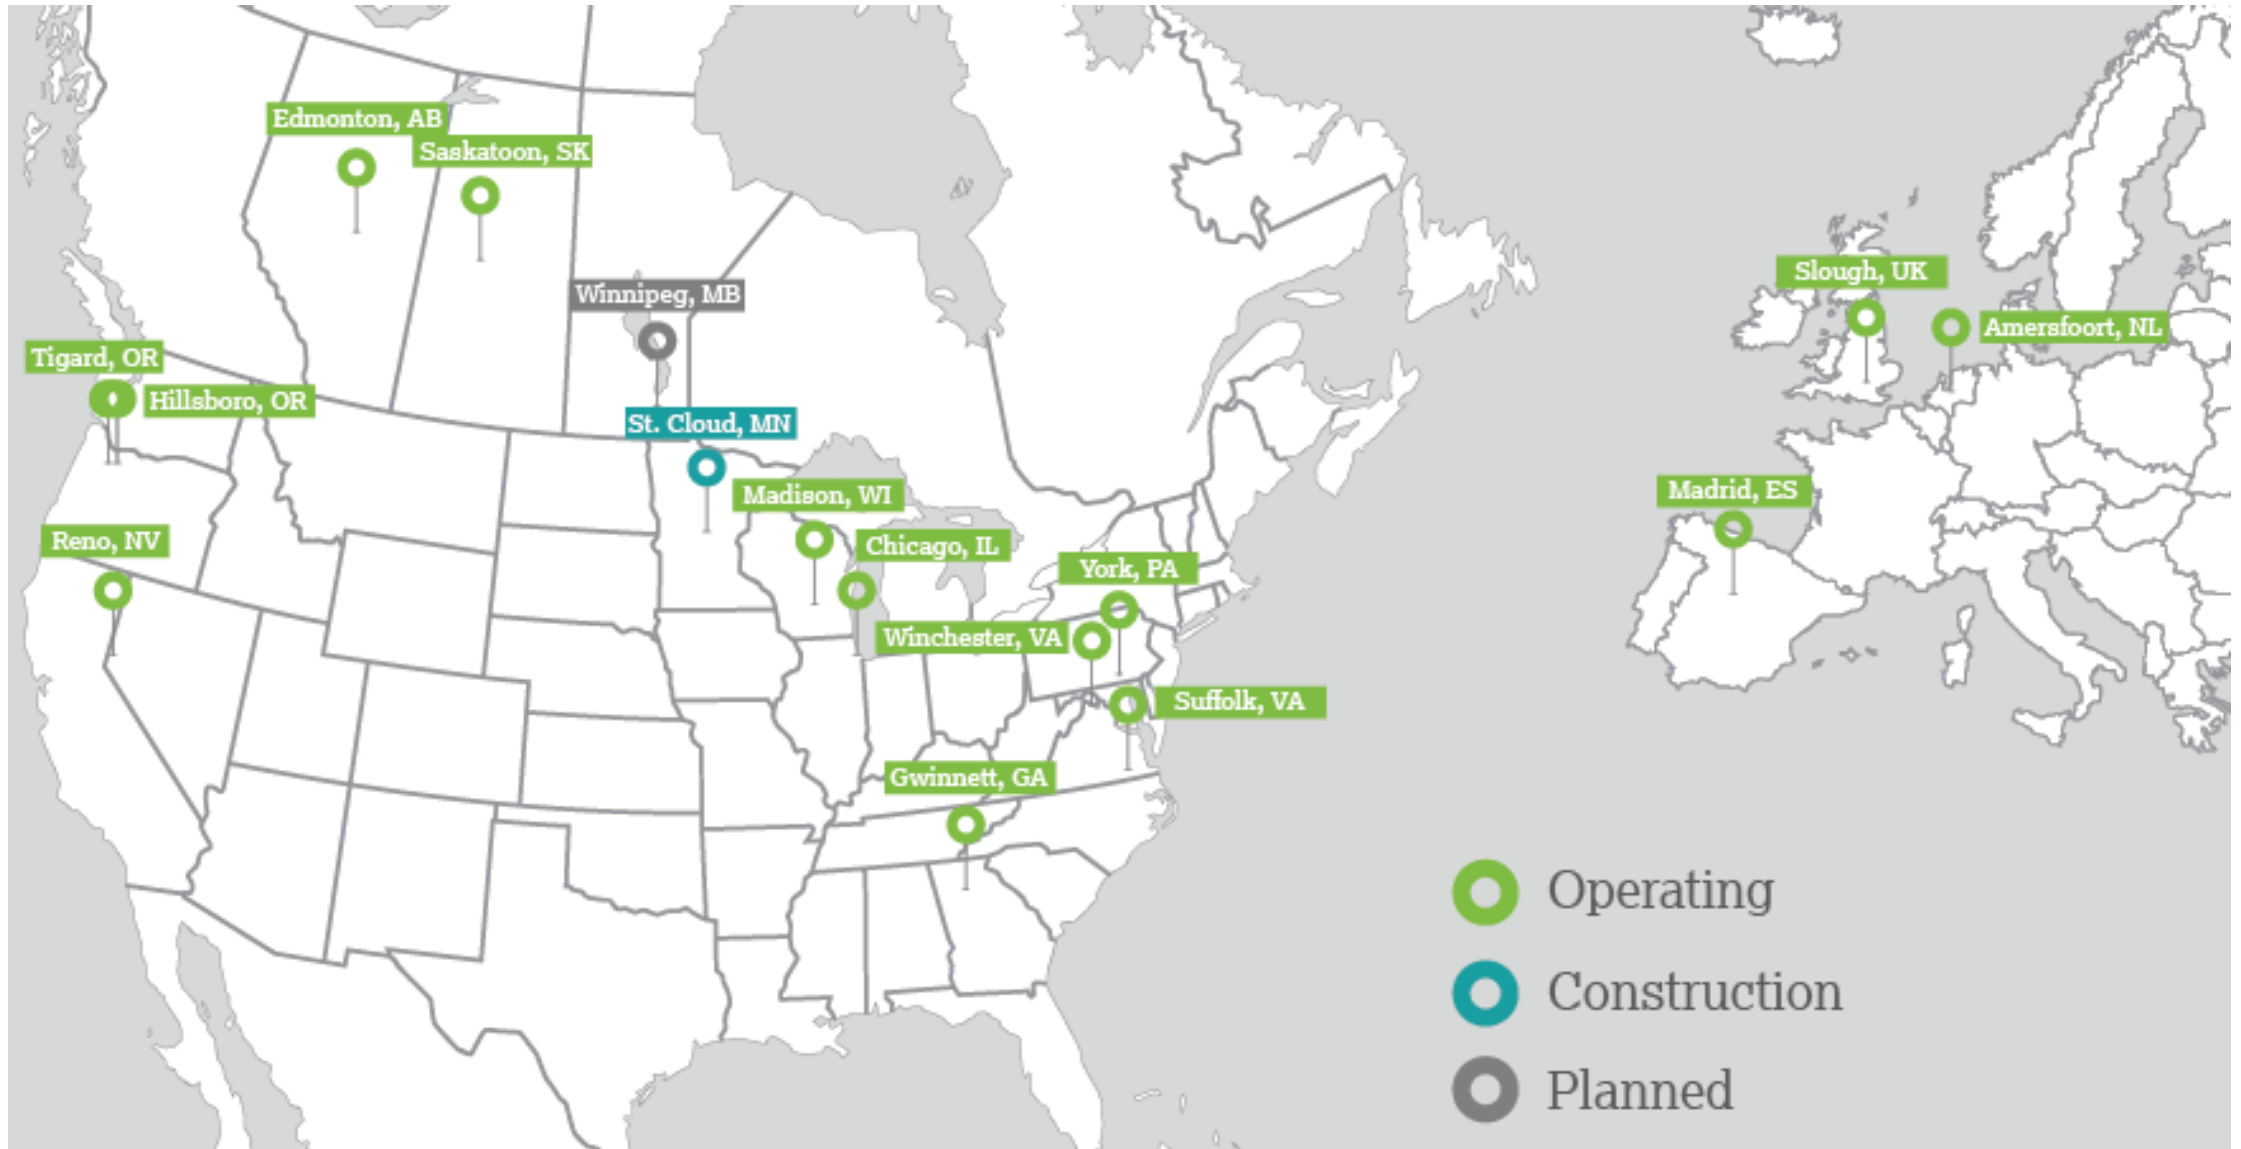 Edmonton, AB
Saskatoon, SK
Slough, UK
Winnipeg, MB
Amersfoort, NL
Tigard, OR
Hillsboro, OR
St. Cloud, MN
Madison, WI
Madrid, ES
Reno, NV
Chicago, IL
York, PA
Winchester, VA
Suffolk, VA
Gwinnett, GA
Operating
Construction
Planned